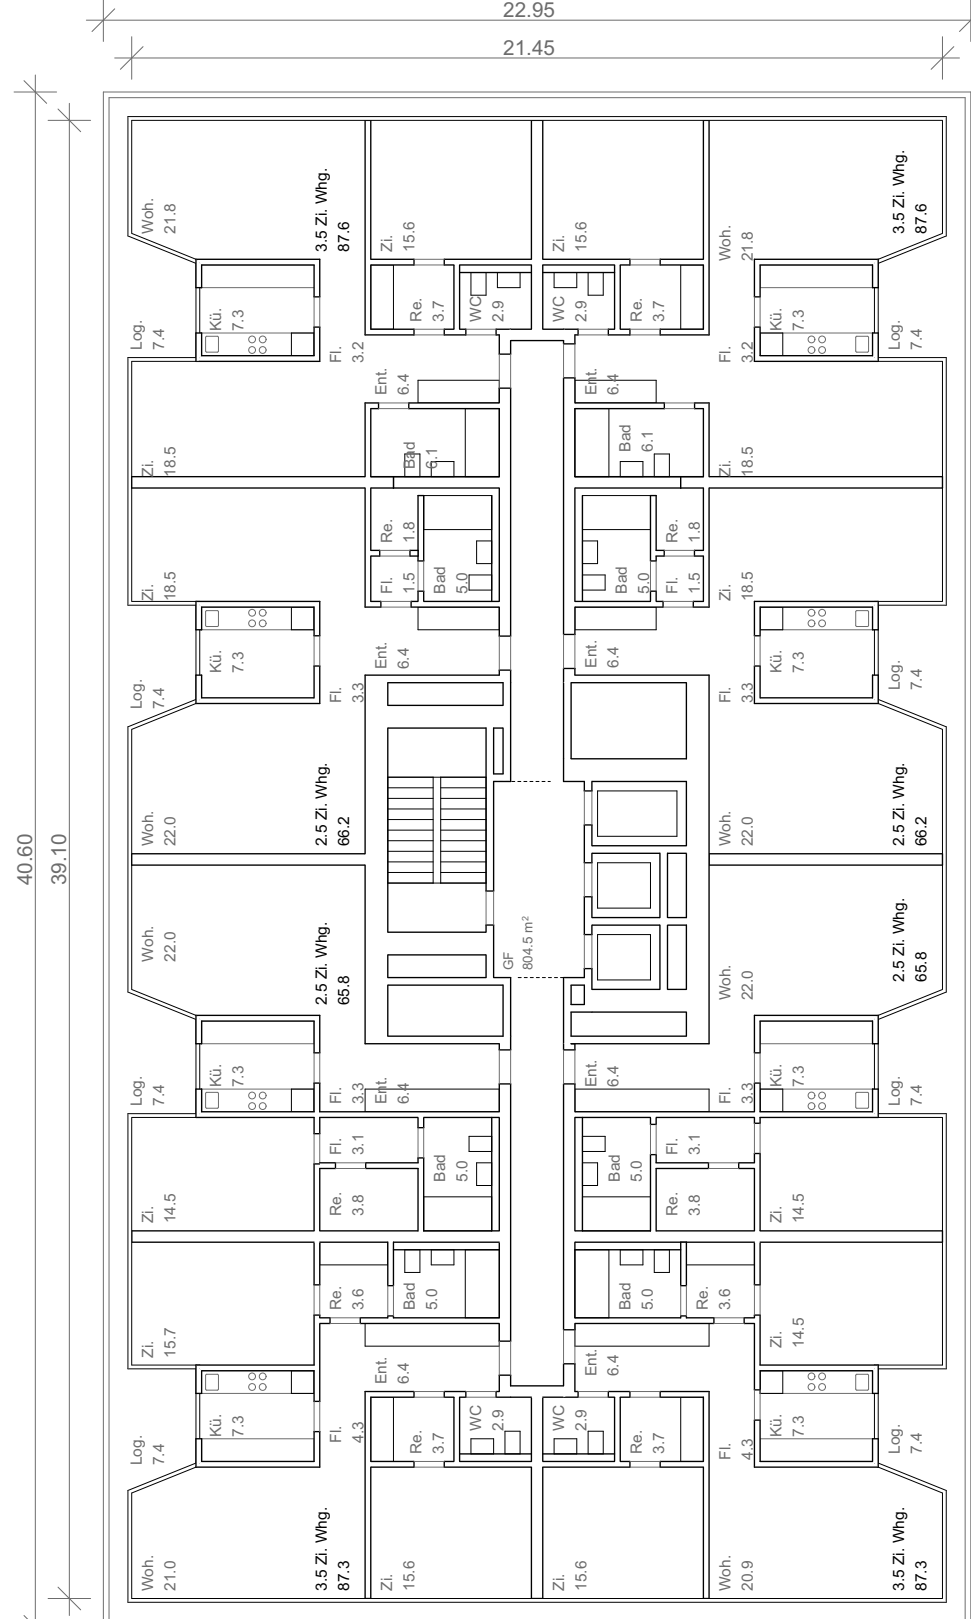 22.95
21.45
40.60
39.10
Woh.
21.8
3.5 Zi. Whg.
87.6
Zi.
15.6
Zi.
15.6
Woh.
21.8
3.5 Zi. Whg.
87.6
Log.
7.4
Kü.
7.3
Re.
3.7
WC
2.9
WC
2.9
Re.
3.7
Kü.
7.3
Log.
7.4
Fl.
3.2
Ent.
6.4
Ent.
6.4
Fl.
3.2
Zi.
18.5
Bad
6.1
Bad
6.1
Zi.
18.5
Zi.
18.5
Re.
1.8
Fl.
1.5
Bad
5.0
Bad
5.0
Re.
1.8
Fl.
1.5
Zi.
18.5
Log.
7.4
Kü.
7.3
Fl.
3.3
Ent.
6.4
Ent.
6.4
Fl.
3.3
Kü.
7.3
Log.
7.4
Woh.
22.0
2.5 Zi. Whg.
66.2
Woh.
22.0
2.5 Zi. Whg.
66.2
Woh.
22.0
2.5 Zi. Whg.
65.8
GF
804.5 m²
Woh.
22.0
2.5 Zi. Whg.
65.8
Log.
7.4
Kü.
7.3
Fl.
3.3
Ent.
6.4
Ent.
6.4
Fl.
3.3
Kü.
7.3
Log.
7.4
Zi.
14.5
Fl.
3.1
Re.
3.8
Bad
5.0
Bad
5.0
Fl.
3.1
Re.
3.8
Zi.
14.5
Zi.
15.7
Re.
3.6
Bad
5.0
Bad
5.0
Re.
3.6
Zi.
14.5
Log.
7.4
Kü.
7.3
Fl.
4.3
Ent.
6.4
Re.
3.7
WC
2.9
WC
2.9
Ent.
6.4
Re.
3.7
Fl.
4.3
Kü.
7.3
Log.
7.4
Woh.
21.0
3.5 Zi. Whg.
87.3
Zi.
15.6
Zi.
15.6
Woh.
20.9
3.5 Zi. Whg.
87.3